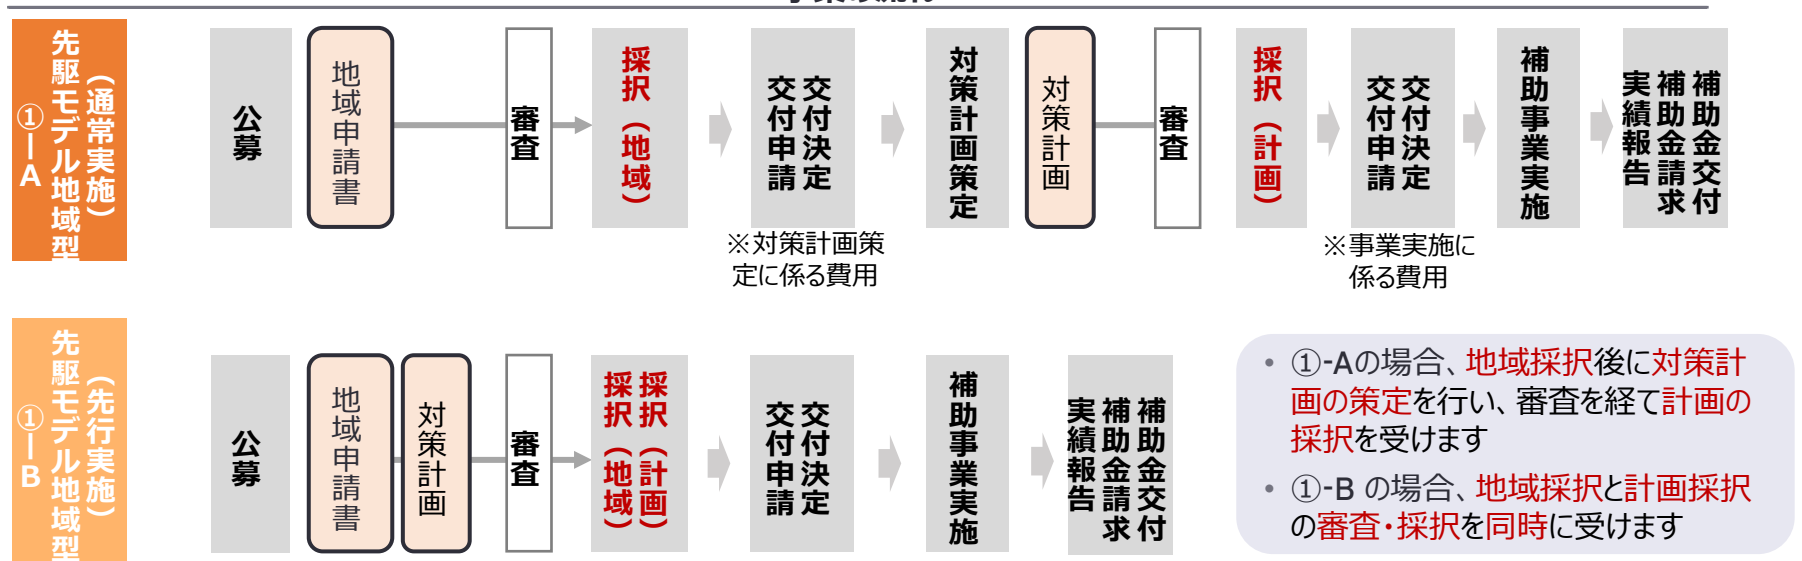 先駆モデル地域型
（通常実施）
①ーA
公募
地域申請書
審査
採択（地域）
交付申請
交付決定
※対策計画策
定に係る費用
対策計画策定
対策計画
審査
採択（計画）
交付申請
交付決定
※事業実施に
係る費用
補助事業実施
実績報告
補助金請求
補助金交付
先駆モデル地域型
（先行実施）
①ーB
公募
地域申請書
対策計画
審査
採択（地域）
採択（計画）
交付申請
交付決定
補助事業実施
実績報告
補助金請求
補助金交付
• ①-Aの場合、地域採択後に対策計
画の策定を行い、審査を経て計画の
採択を受けます
• ①-B の場合、地域採択と計画採択
の審査・採択を同時に受けます